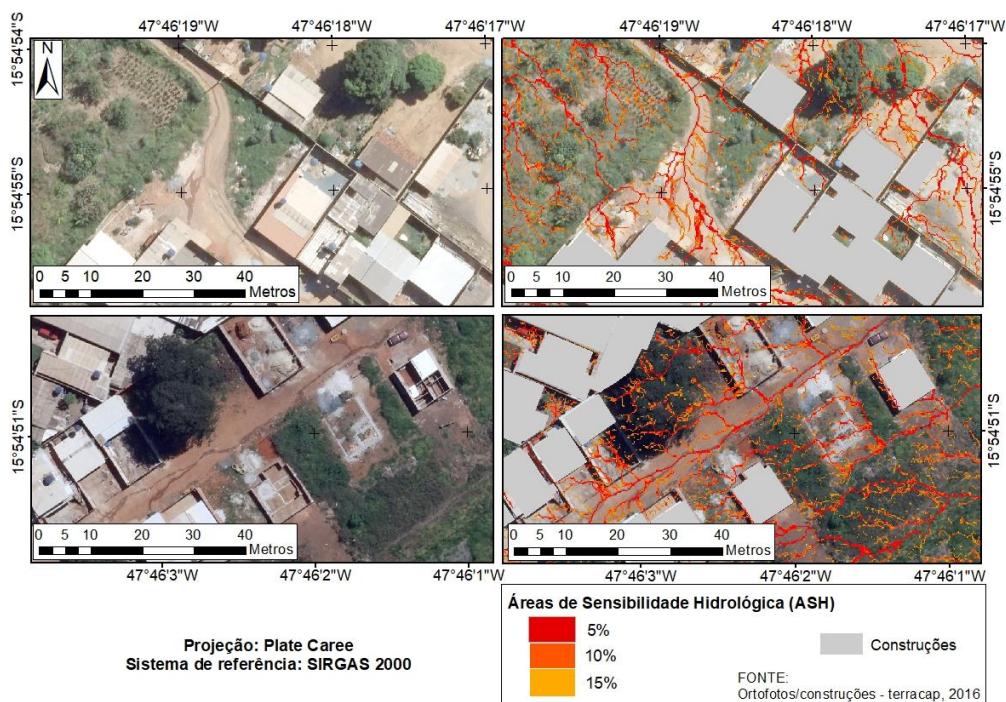 47°46'19"W 47°46'18"W 47°46'17"W
47°46'19"W 47°46'18"W 47°46'17"W
15°54'54"S
N
15°54'55"S
15°54'55"S
0 5 10 20 30 40
Metros
0 5 10 20 30 40
Metros
15°54'51"S
15°54'51"S
0 5 10 20 30 40
Metros
0 5 10 20 30 40
Metros
47°46'3"W 47°46'2"W 47°46'1"W
47°46'3"W 47°46'2"W 47°46'1"W
Projeção: Plate Caree
Sistema de referência: SIRGAS 2000
Áreas de Sensibilidade Hidrológica (ASH)
5%
10%
15%
Construções
FONTE:
Ortofotos/construções - terracap, 2016